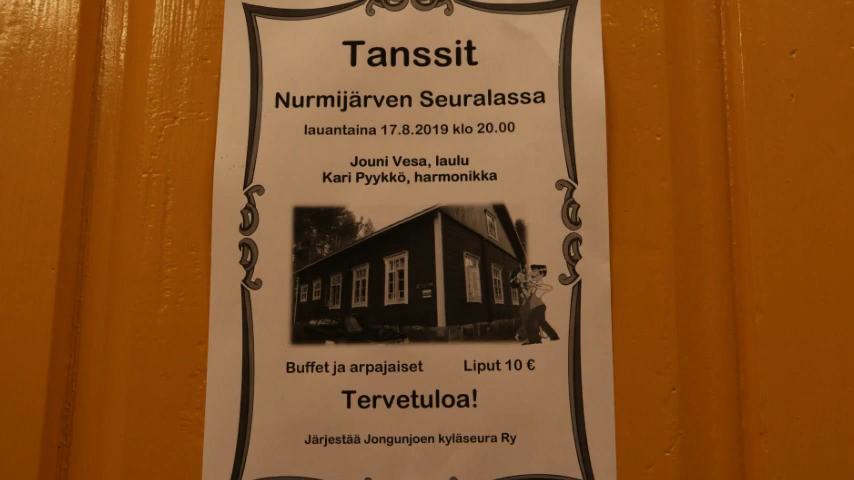 Tanssit
Nurmijärven Seuralassa
lauantaina 17.8.2019 klo 20.00
Jouni Vesa, laulu
Kari Pyykkö, harmonikka
Buffet ja arpajaiset Liput 10 €
Tervetuloa!
Järjestää Jongunjoen kyläseura Ry